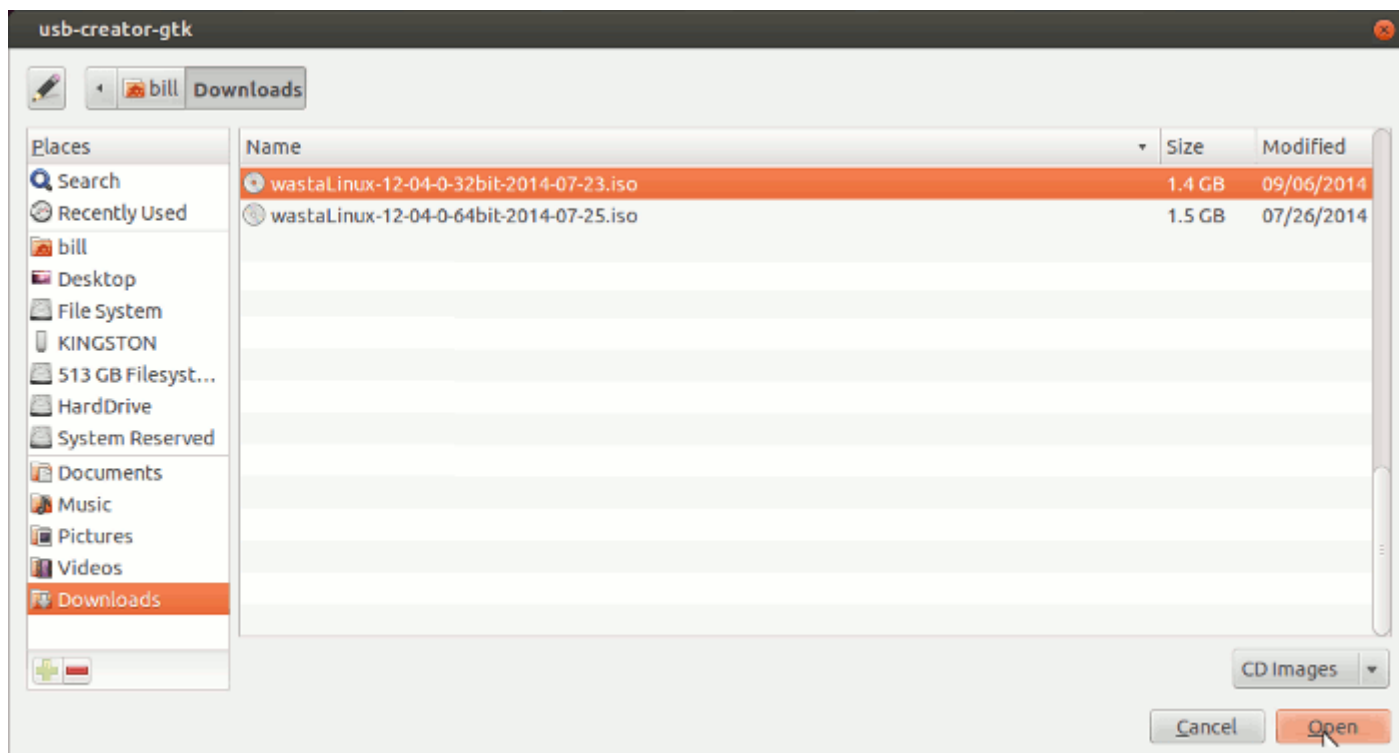 usb-creator-gtk
bill Downloads
Places
Search
Recently Used
bill
Desktop
File System
KINGSTON
513 GB Filesyst...
HardDrive
System Reserved
Documents
Music
Pictures
Videos
Downloads
Name Size Modified
wastaLinux-12-04-0-32bit-2014-07-23.iso 1.4 GB 09/06/2014
wastaLinux-12-04-0-64bit-2014-07-25.iso 1.5 GB 07/26/2014
CD Images
Cancel Open